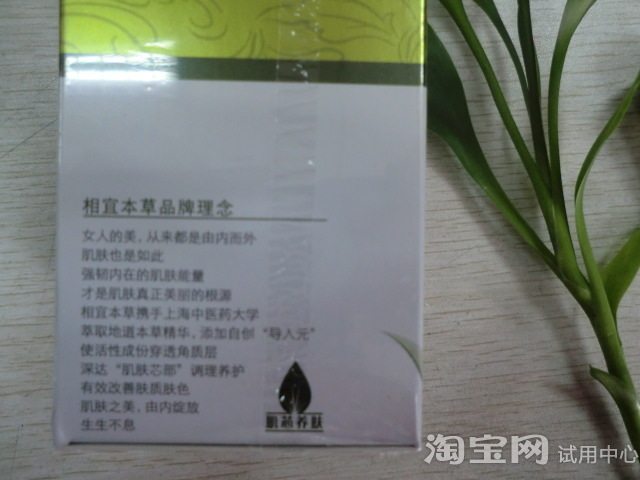 相宜本草品牌理念
女人的美，从来都是由内而外
肌肤也是如此
强韧内在的肌肤能量
才是肌肤真正美丽的根源
相宜本草携手上海中医药大学
萃取地道本草精华，添加自创“导入元”
使活性成份穿透角质层
深达“肌肤芯部”调理养护
有效改善肤质肤色
肌肤之美，由内绽放
生生不息
肌芯养肤
淘宝网 试用中心